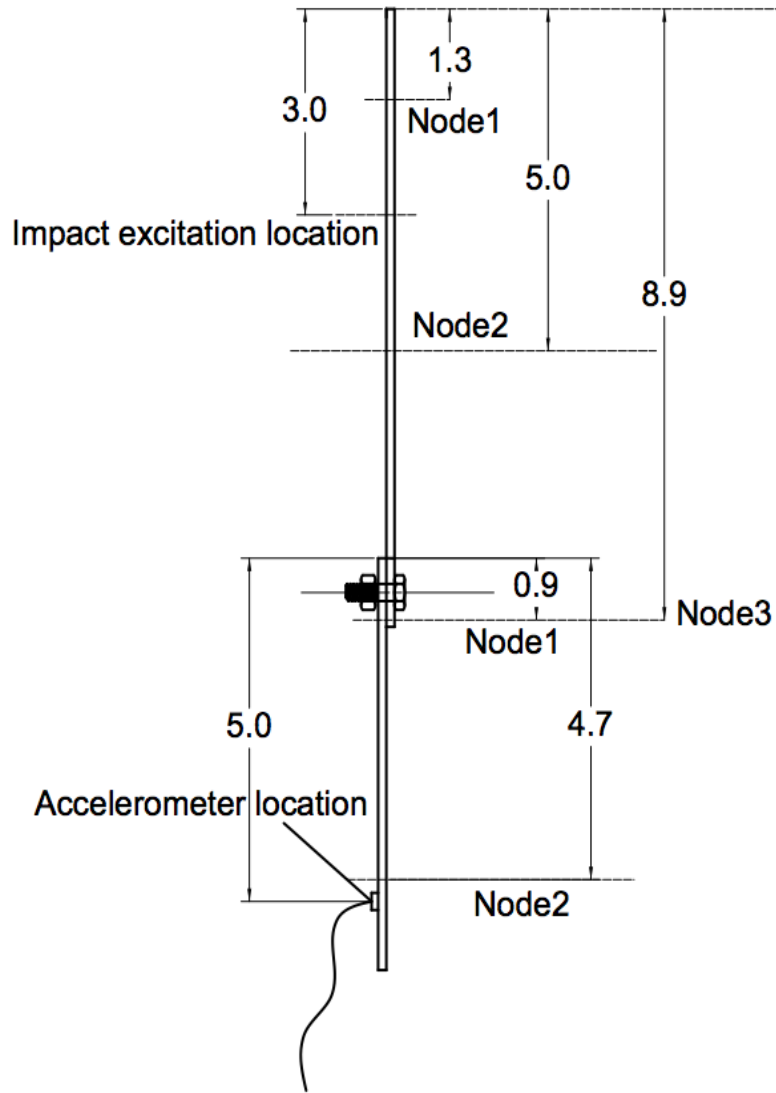 1.3
3.0
Node1
5.0
Impact excitation location
8.9
Node2
0.9
Node3
Node1
5.0
4.7
Accelerometer location
Node2